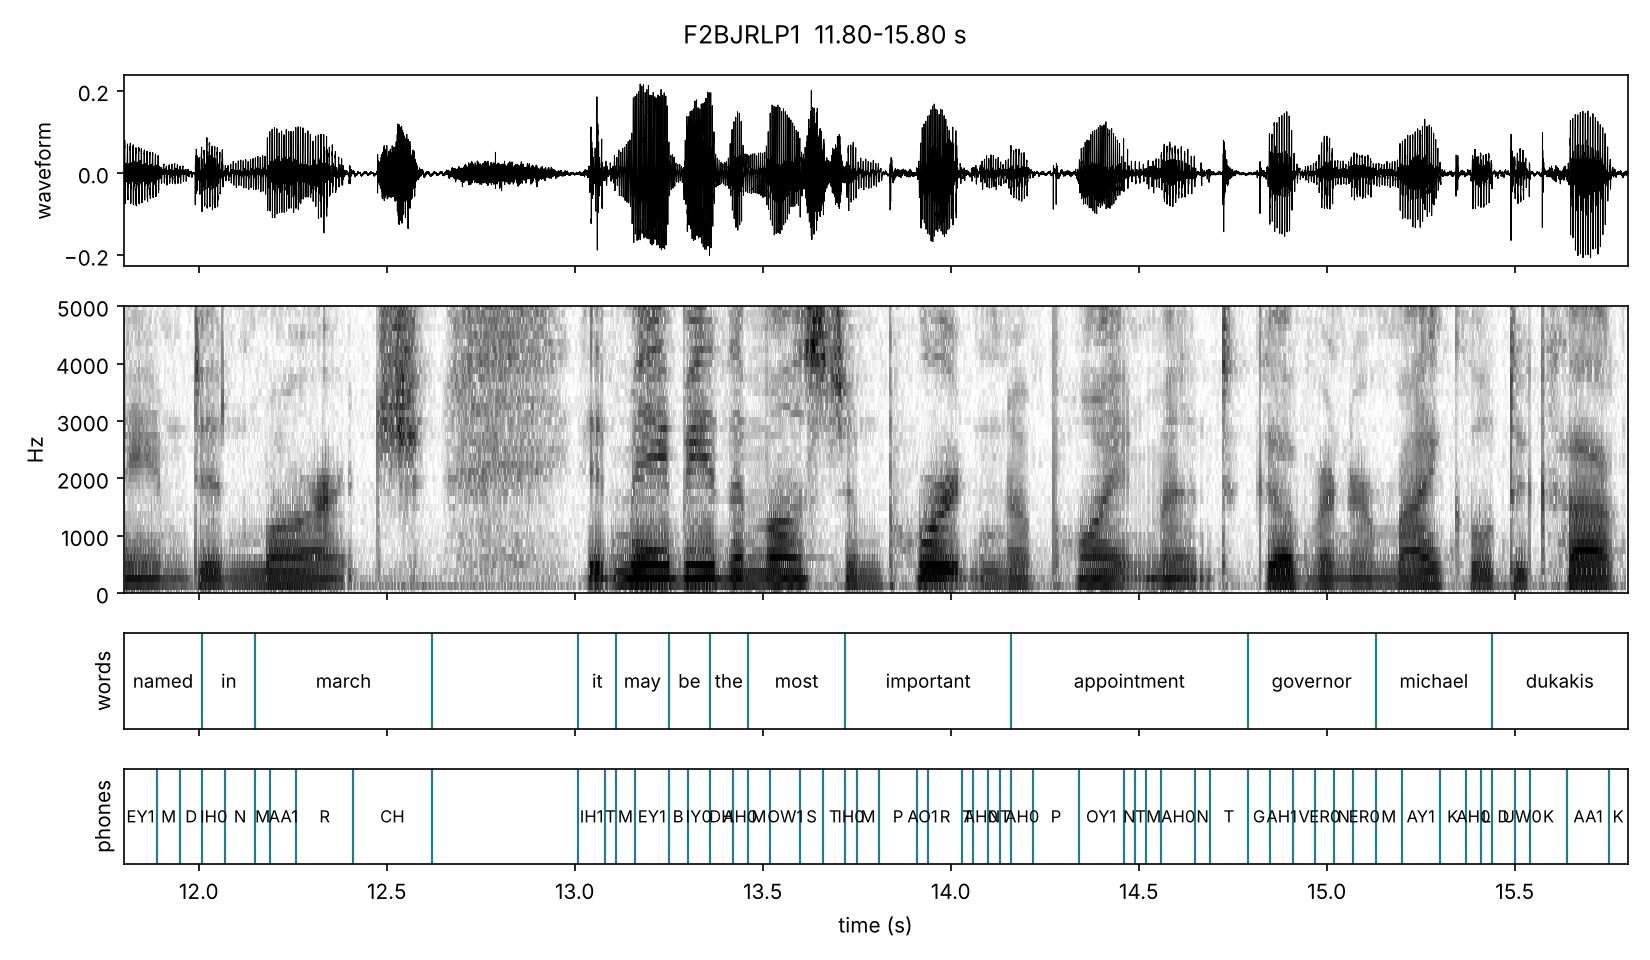 F2BJRLP1 11.80-15.80 s
waveform
0.2
0.0
−0.2
Hz
5000
4000
3000
2000
1000
0
words
named in march it may be the most important appointment governor michael dukakis
phones
EY1 M D IH0 N M AA1 R CH IH1 T M EY1 B IY0 DH AH0 M OW1 S T IH0 M P AO1 R T AH0 N T AH0 P OY1 N T M AH0 N T G AH1 V ER0 N ER0 M AY1 K AH0 L D UW0 K AA1 K
12.0 12.5 13.0 13.5 14.0 14.5 15.0 15.5
time (s)